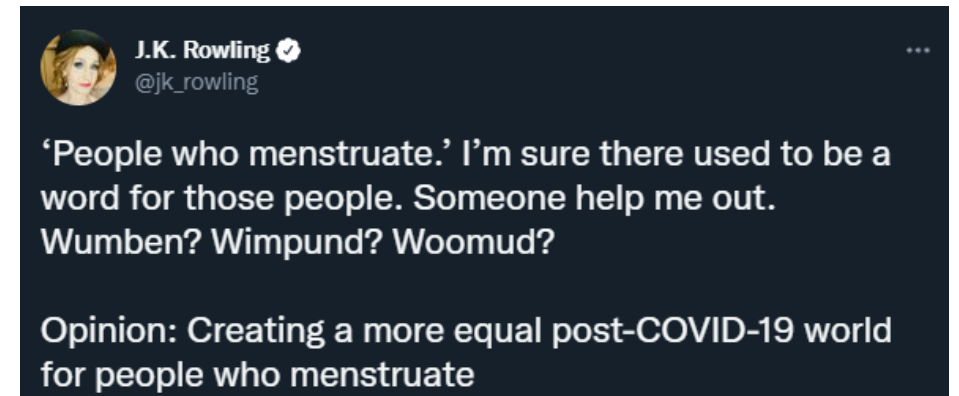 J.K. Rowling
@jk_rowling
‘People who menstruate.’ I’m sure there used to be a
word for those people. Someone help me out.
Wumben? Wimpund? Woomud?
Opinion: Creating a more equal post-COVID-19 world
for people who menstruate